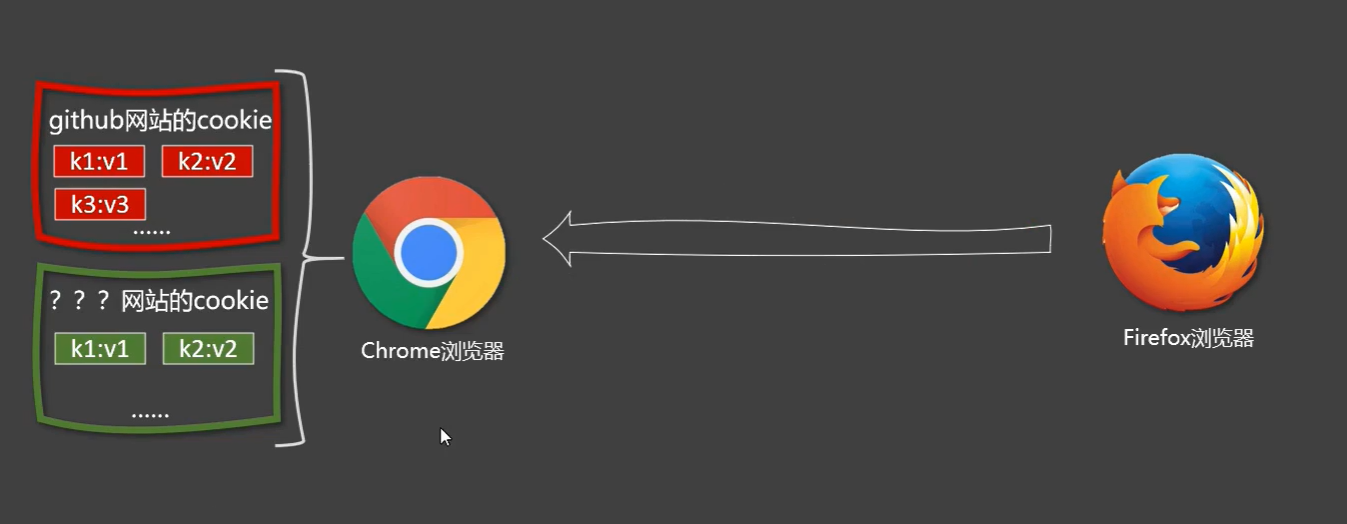 github网站的cookie
k1:v1 k2:v2
k3:v3
......
？？？网站的cookie
k1:v1 k2:v2
......
Chrome浏览器
Firefox浏览器